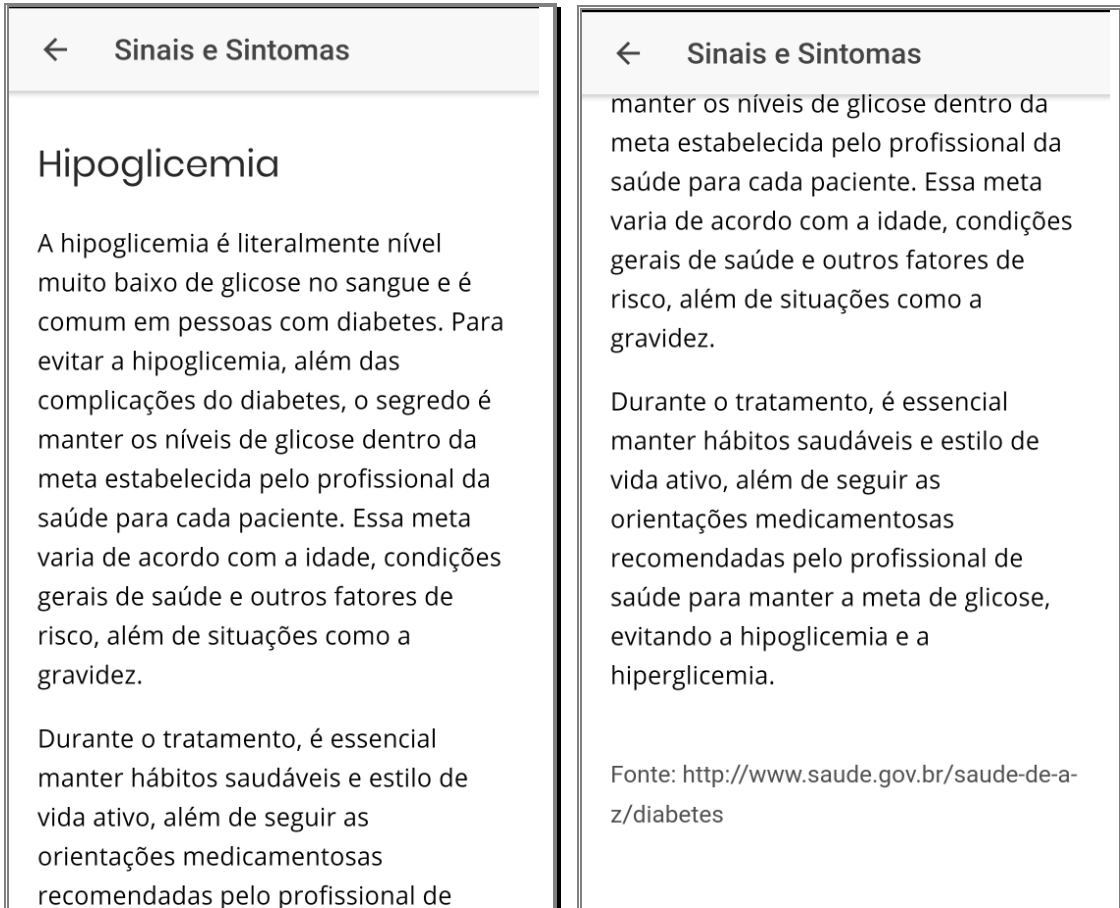 Sinais e Sintomas
Hipoglicemia
A hipoglicemia é literalmente nível
muito baixo de glicose no sangue e é
comum em pessoas com diabetes. Para
evitar a hipoglicemia, além das
complicações do diabetes, o segredo é
manter os níveis de glicose dentro da
meta estabelecida pelo profissional da
saúde para cada paciente. Essa meta
varia de acordo com a idade, condições
gerais de saúde e outros fatores de
risco, além de situações como a
gravidez.
Durante o tratamento, é essencial
manter hábitos saudáveis e estilo de
vida ativo, além de seguir as
orientações medicamentosas
recomendadas pelo profissional de
Sinais e Sintomas
manter os níveis de glicose dentro da
meta estabelecida pelo profissional da
saúde para cada paciente. Essa meta
varia de acordo com a idade, condições
gerais de saúde e outros fatores de
risco, além de situações como a
gravidez.
Durante o tratamento, é essencial
manter hábitos saudáveis e estilo de
vida ativo, além de seguir as
orientações medicamentosas
recomendadas pelo profissional de
saúde para manter a meta de glicose,
evitando a hipoglicemia e a
hiperglicemia.
Fonte: http://www.saude.gov.br/saude-de-a-
z/diabetes